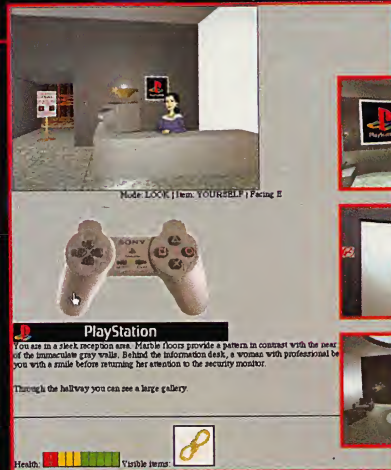 Mode: LOOK | Item: YOURSELF | Facing E
SONY
PlayStation
You are in a sleek reception area. Marble floors provide a pattern in contrast with the near
of the immaculate gray walls. Behind the information desk, a woman with professional be
you with a smile before returning her attention to the security monitor.
Through the hallway you can see a large gallery.
Health:
Visible items: